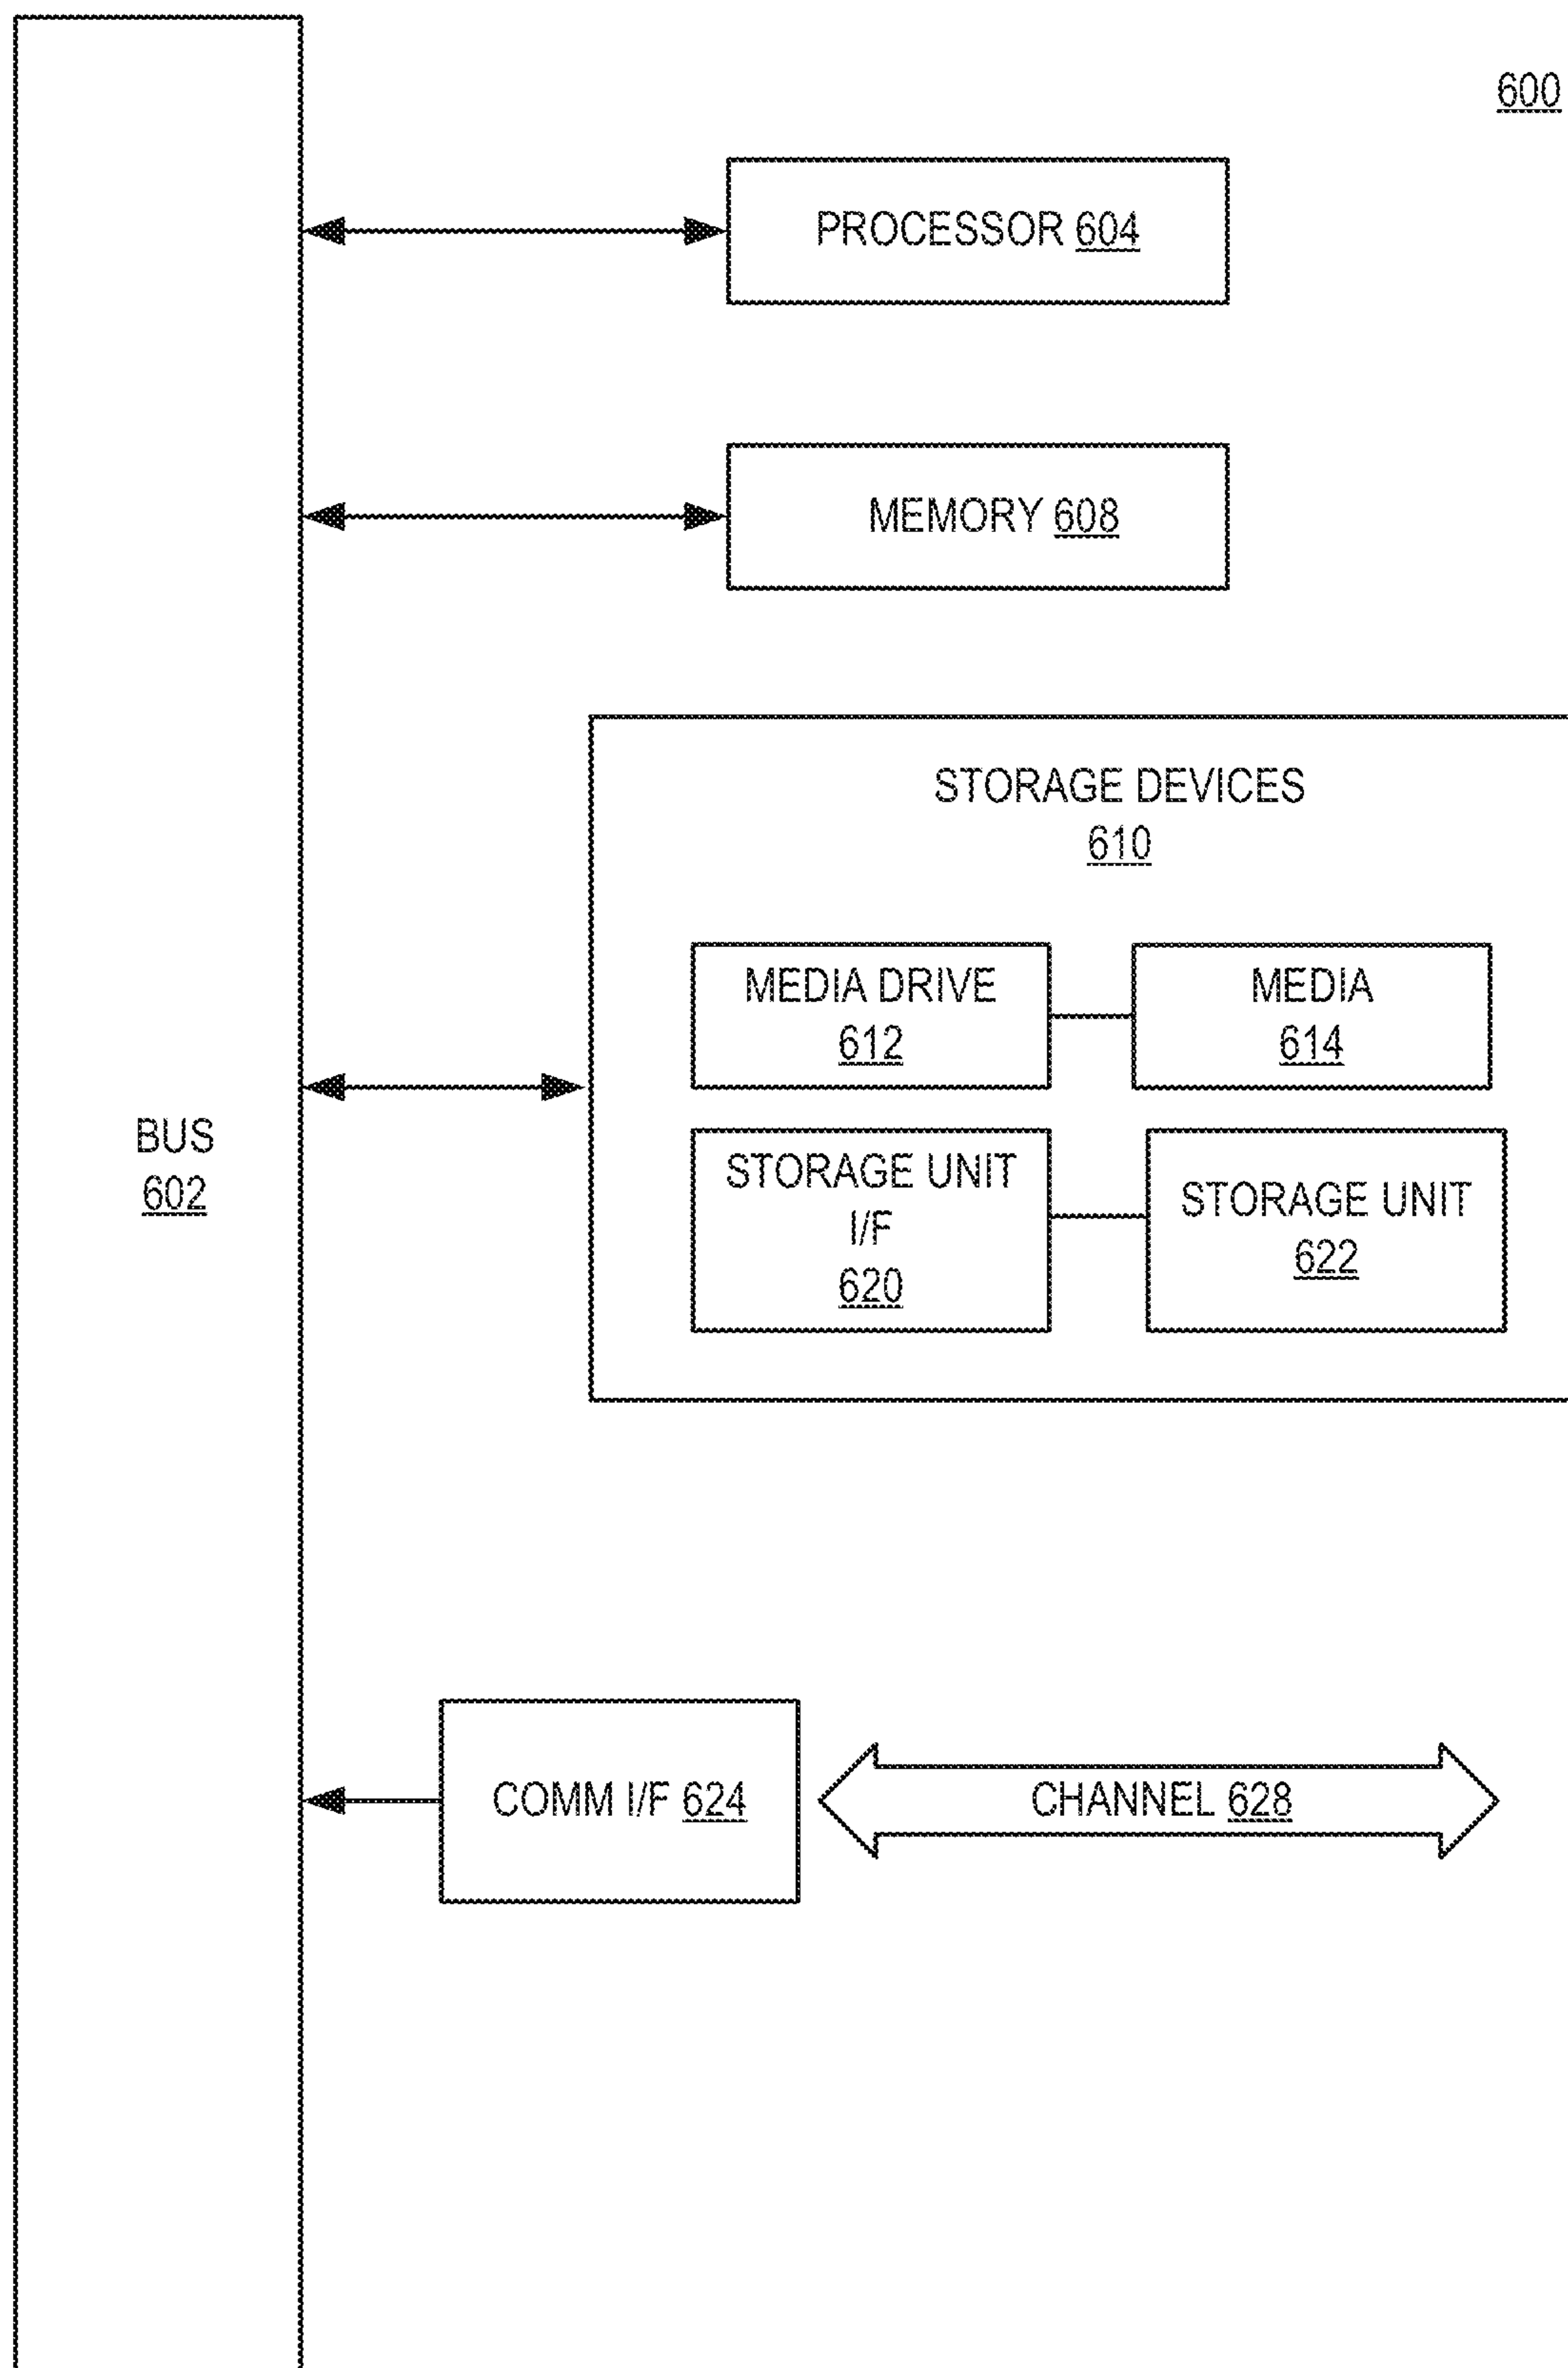 600
PROCESSOR 604
MEMORY 608
STORAGE DEVICES
610
MEDIA DRIVE
612
MEDIA
614
BUS
602
STORAGE UNIT
I/F
620
STORAGE UNIT
622
COMM I/F 624
CHANNEL 628